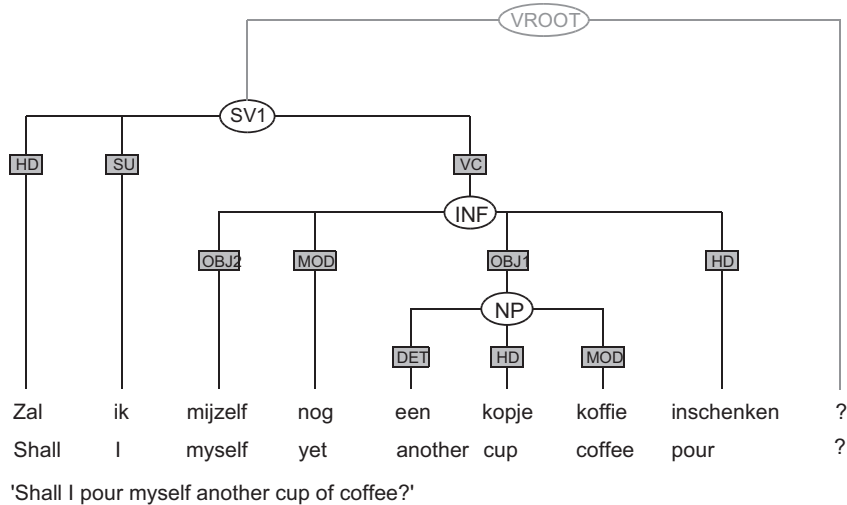 VROOT
SV1
HD SU VC
INF
OBJ2 MOD OBJ1 HD
NP
DET HD MOD
Zal ik mijzelf nog een kopje koffie inschenken ?
Shall I myself yet another cup coffee pour ?
'Shall I pour myself another cup of coffee?'